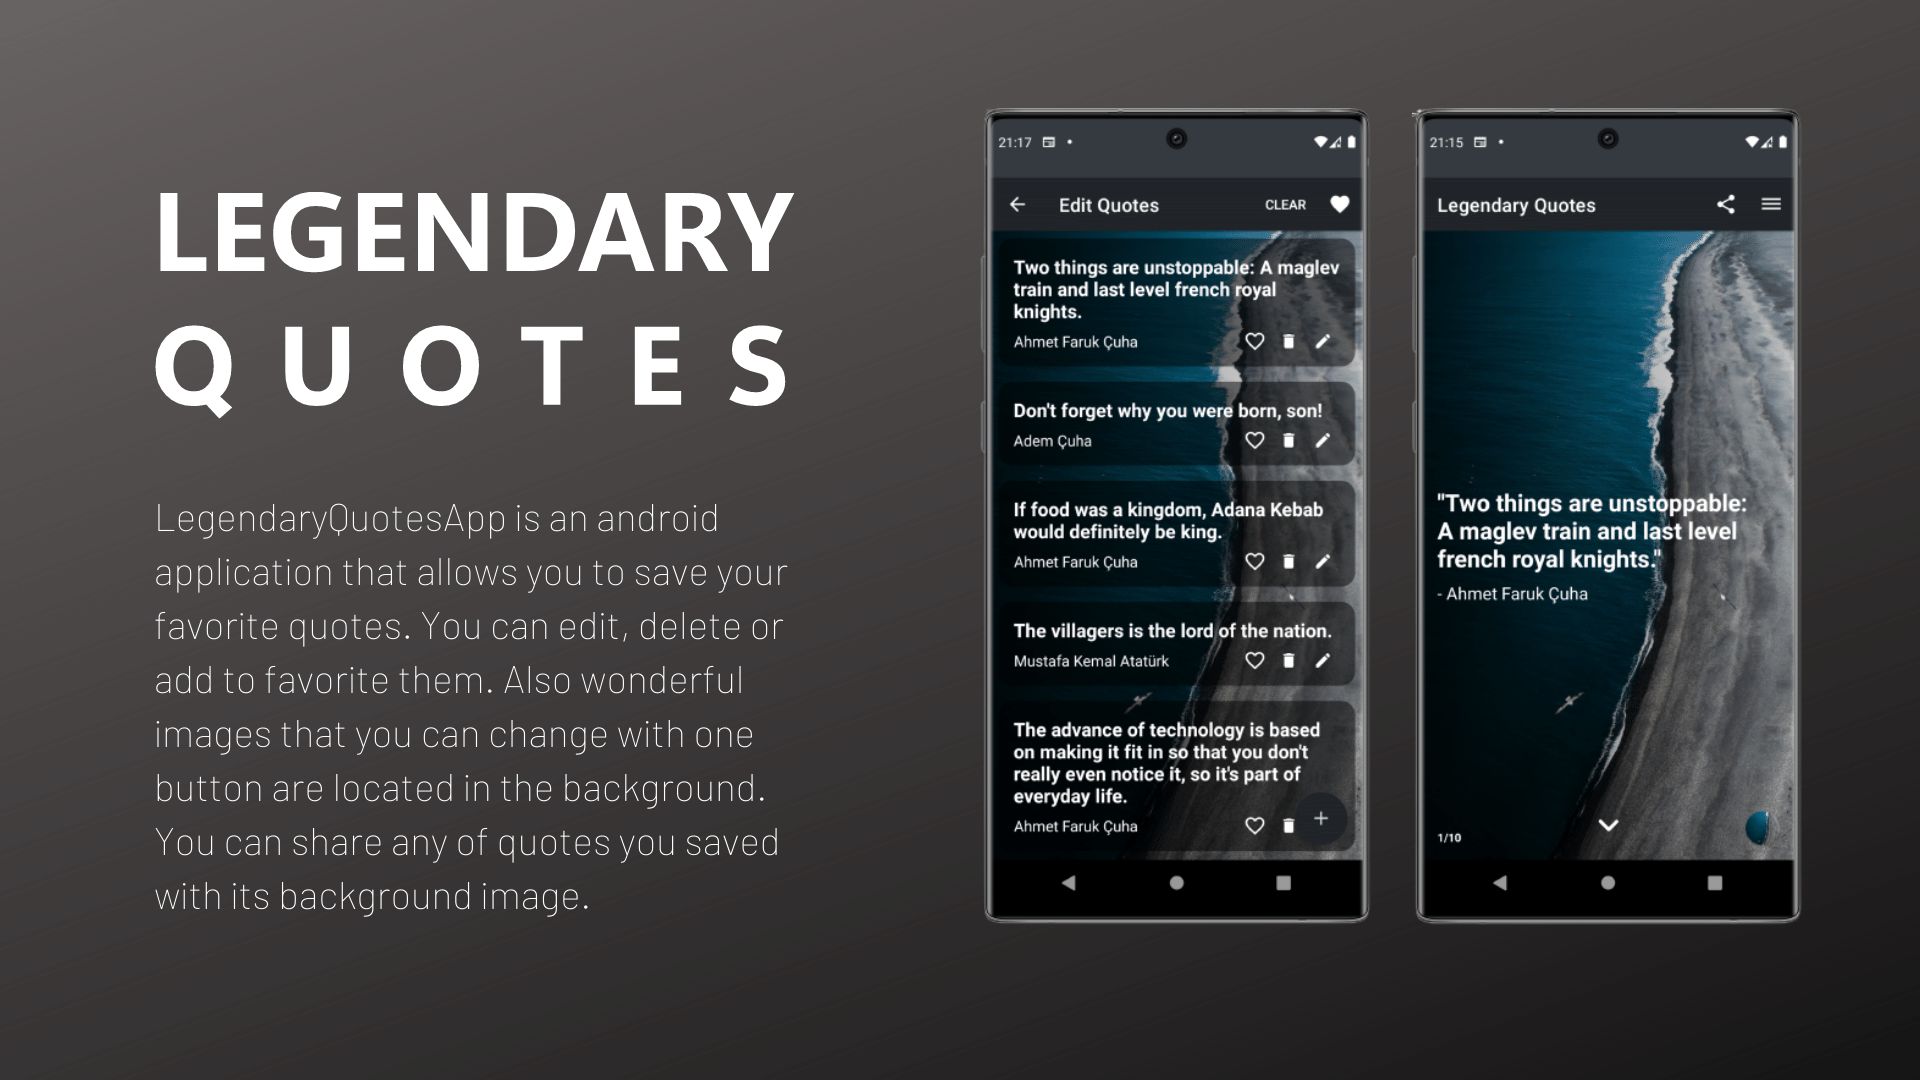 LEGENDARY
QUOTES
LegendaryQuotesApp is an android
application that allows you to save your
favorite quotes. You can edit, delete or
add to favorite them. Also wonderful
images that you can change with one
button are located in the background.
You can share any of quotes you saved
with its background image.
21:17
Edit Quotes CLEAR
Two things are unstoppable: A maglev
train and last level french royal
knights.
Ahmet Faruk Çuha
Don't forget why you were born, son!
Adem Çuha
If food was a kingdom, Adana Kebab
would definitely be king.
Ahmet Faruk Çuha
The villagers is the lord of the nation.
Mustafa Kemal Atatürk
The advance of technology is based
on making it fit in so that you don't
really even notice it, so it's part of
everyday life.
Ahmet Faruk Çuha
21:15
Legendary Quotes
"Two things are unstoppable:
A maglev train and last level
french royal knights."
- Ahmet Faruk Çuha
1/10